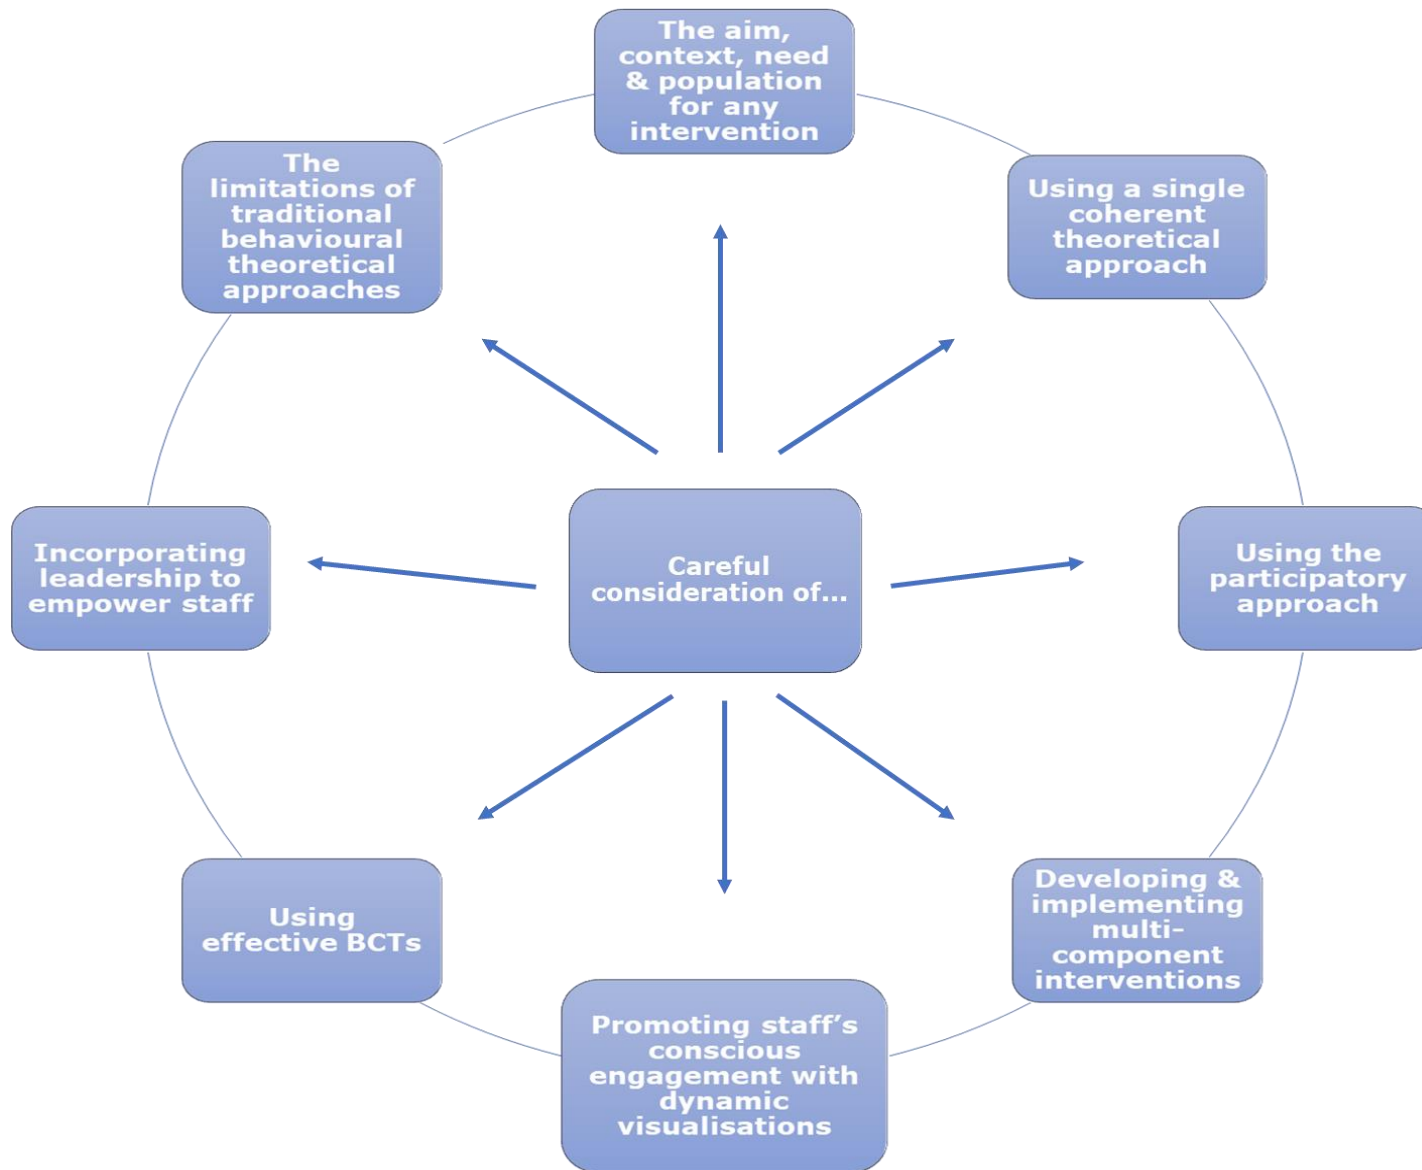 The aim,
context, need
& population
for any
intervention
Using a single
coherent
theoretical
approach
Using the
participatory
approach
Developing &
implementing
multi-
component
interventions
Promoting staff’s
conscious
engagement with
dynamic
visualisations
Using
effective BCTs
Incorporating
leadership to
empower staff
The
limitations of
traditional
behavioural
theoretical
approaches
Careful
consideration of...